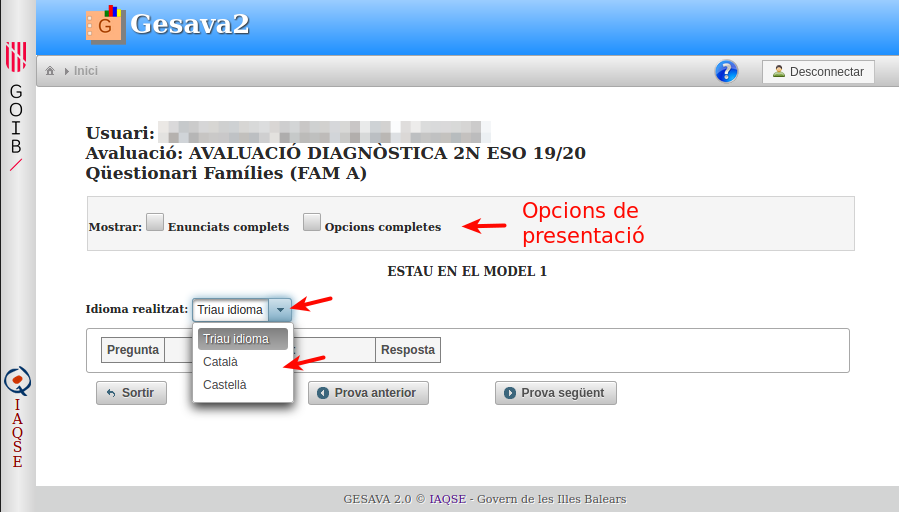 G Gesava2
Inici
? Desconnectar
G
O
I
B
Usuari:
Avaluació: AVALUACIÓ DIAGNÒSTICA 2N ESO 19/20
Qüestionari Famílies (FAM A)
Mostrar: Enunciats complets Opcions completes
Opcions de
presentació
ESTAU EN EL MODEL 1
Idioma realitzat: Triau idioma
Triau idioma
Català
Castellà
Pregunta Resposta
Sortir Prova anterior Prova següent
I
A
Q
S
E
GESAVA 2.0 © IAQSE - Govern de les Illes Balears